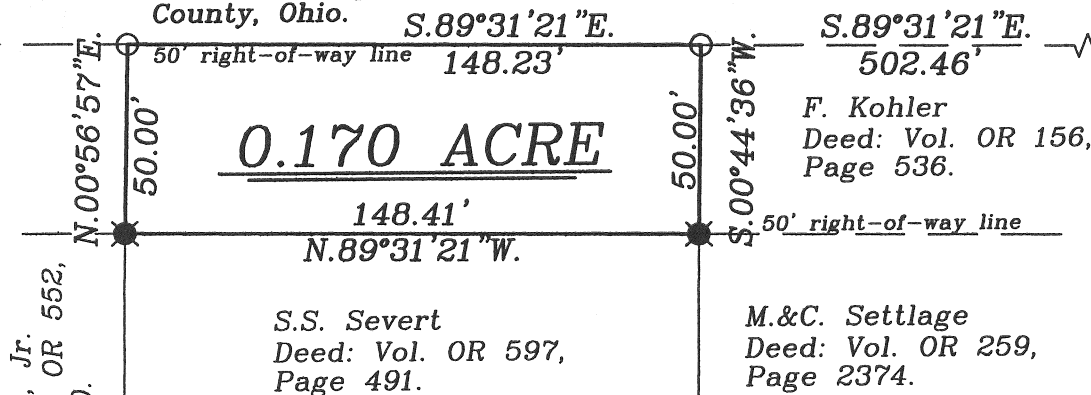 County, Ohio.
S.89°31'21"E.
S.89°31'21"E.
50' right-of-way line
148.23'
502.46'
N.00°56'57"E.
50.00'
0.170 ACRE
50.00'
S.00°44'36"W.
F. Kohler
Deed: Vol. OR 156,
Page 536.
148.41'
N.89°31'21"W.
50' right-of-way line
Jr.
OR 552,
S.S. Severt
Deed: Vol. OR 597,
Page 491.
M.&C. Settlage
Deed: Vol. OR 259,
Page 2374.